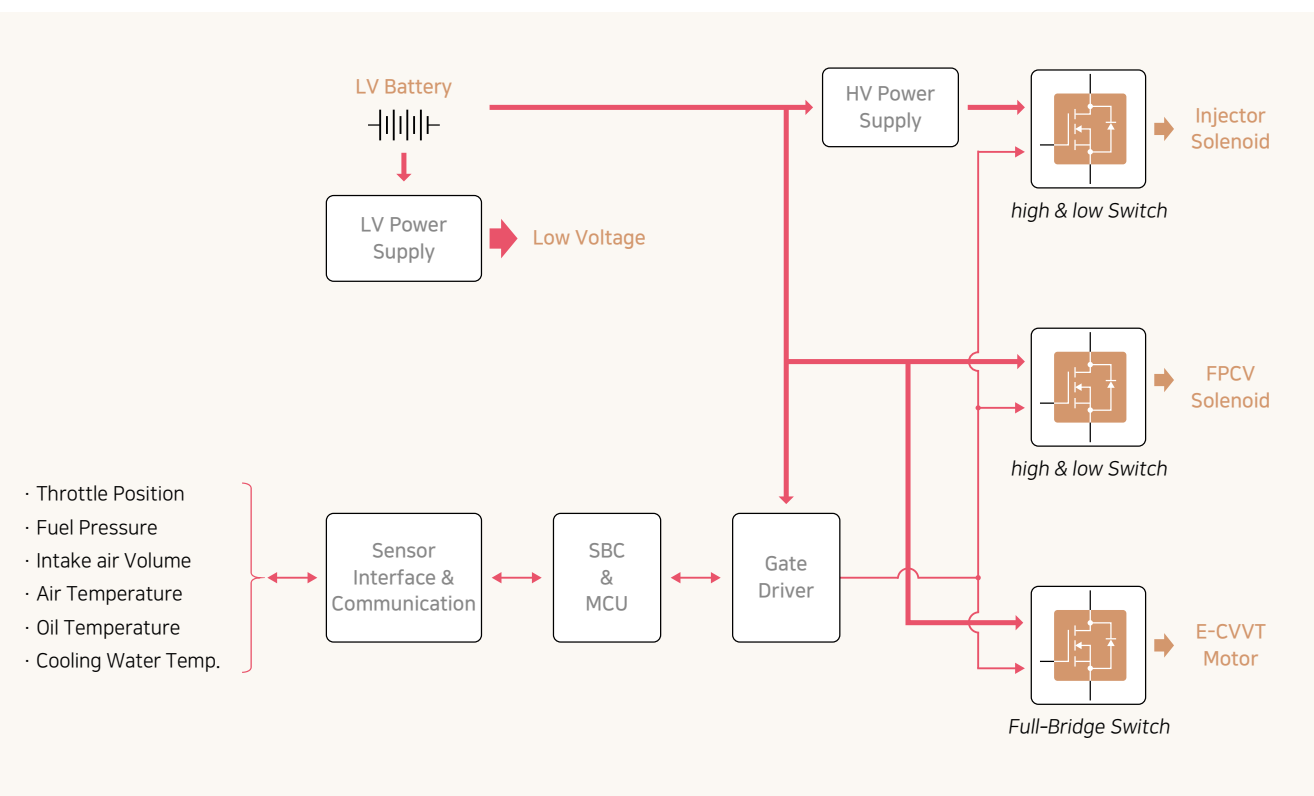 LV Battery
HV Power
Supply
Injector
Solenoid
high & low Switch
LV Power
Supply
Low Voltage
FPCV
Solenoid
high & low Switch
· Throttle Position
· Fuel Pressure
· Intake air Volume
· Air Temperature
· Oil Temperature
· Cooling Water Temp.
Sensor
Interface &
Communication
SBC
&
MCU
Gate
Driver
E-CVVT
Motor
Full-Bridge Switch